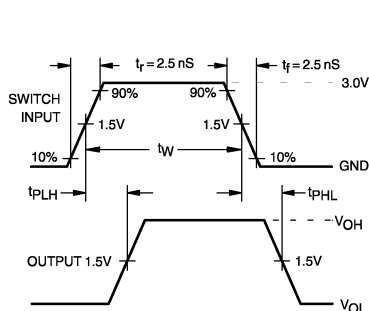 tr = 2.5 nS
tf = 2.5 nS
90%
90%
3.0V
SWITCH
INPUT
1.5V
1.5V
10%
tW
10%
GND
tPLH
tPHL
VOH
OUTPUT 1.5V
1.5V
VOL